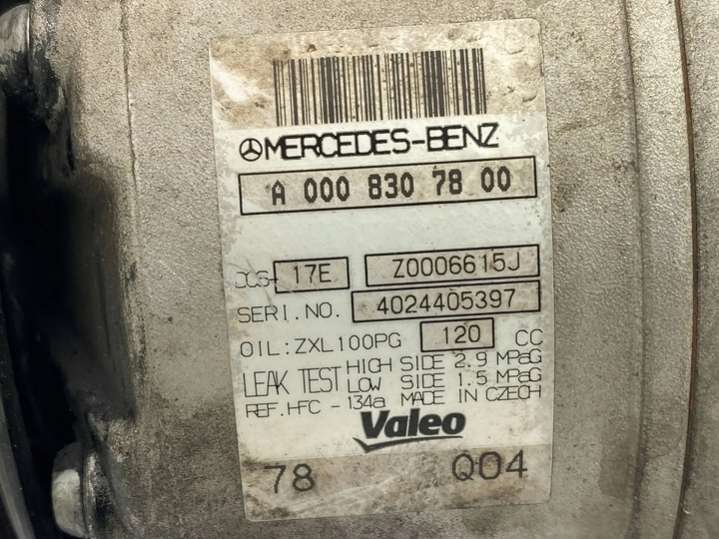 MERCEDES-BENZ
A 000 830 78 00
DCS- 17E Z0006615J
SERI.NO. 4024405397
OIL:ZXL100PG 120 CC
LEAK TEST HIGH SIDE 2.9 MPaG
LOW SIDE 1.5 MPaG
REF.HFC - 134a MADE IN CZECH
Valeo
78 Q04